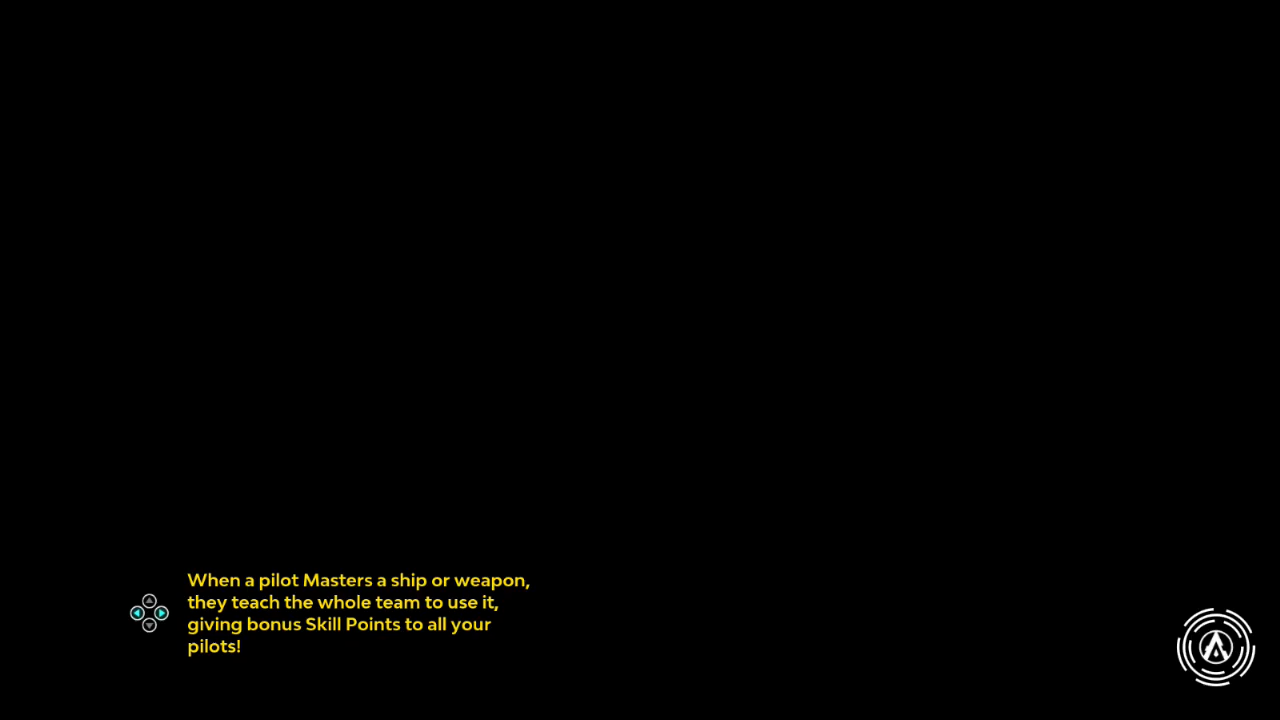 When a pilot Masters a ship or weapon,
they teach the whole team to use it,
giving bonus Skill Points to all your
pilots!